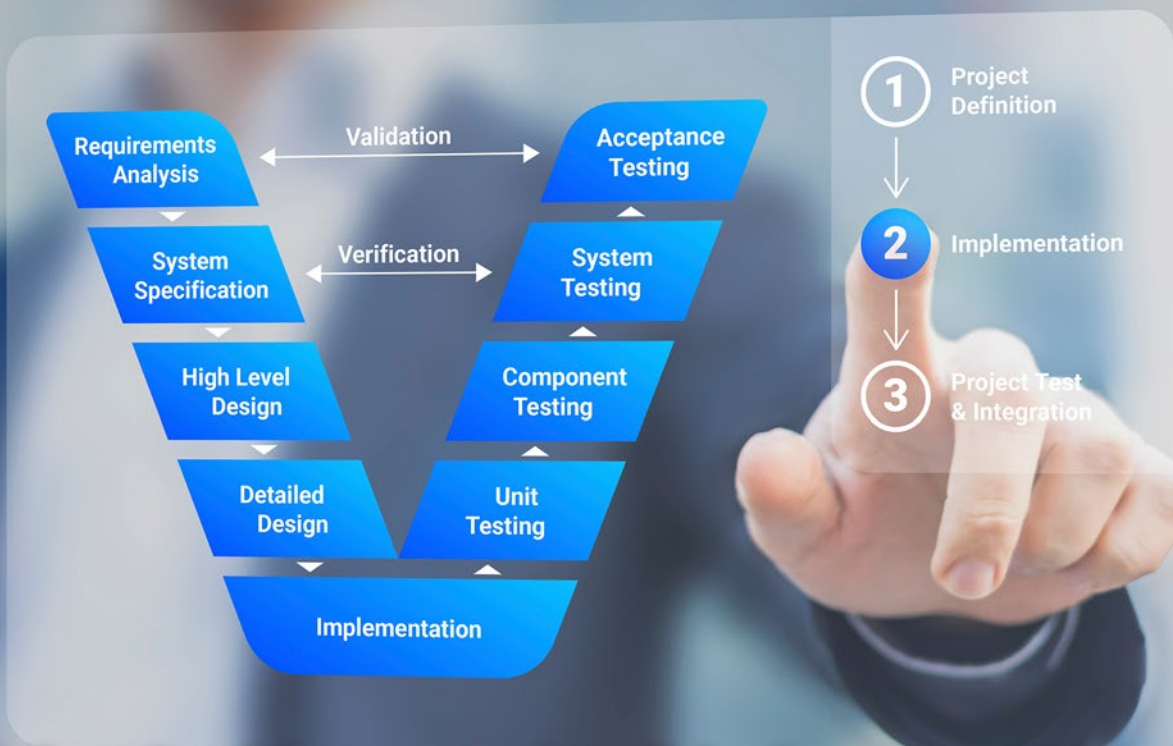 Requirements
Analysis
Validation
Acceptance
Testing
System
Specification
Verification
System
Testing
High Level
Design
Component
Testing
Detailed
Design
Unit
Testing
Implementation
1
Project
Definition
2
Implementation
3
Project Test
& Integration